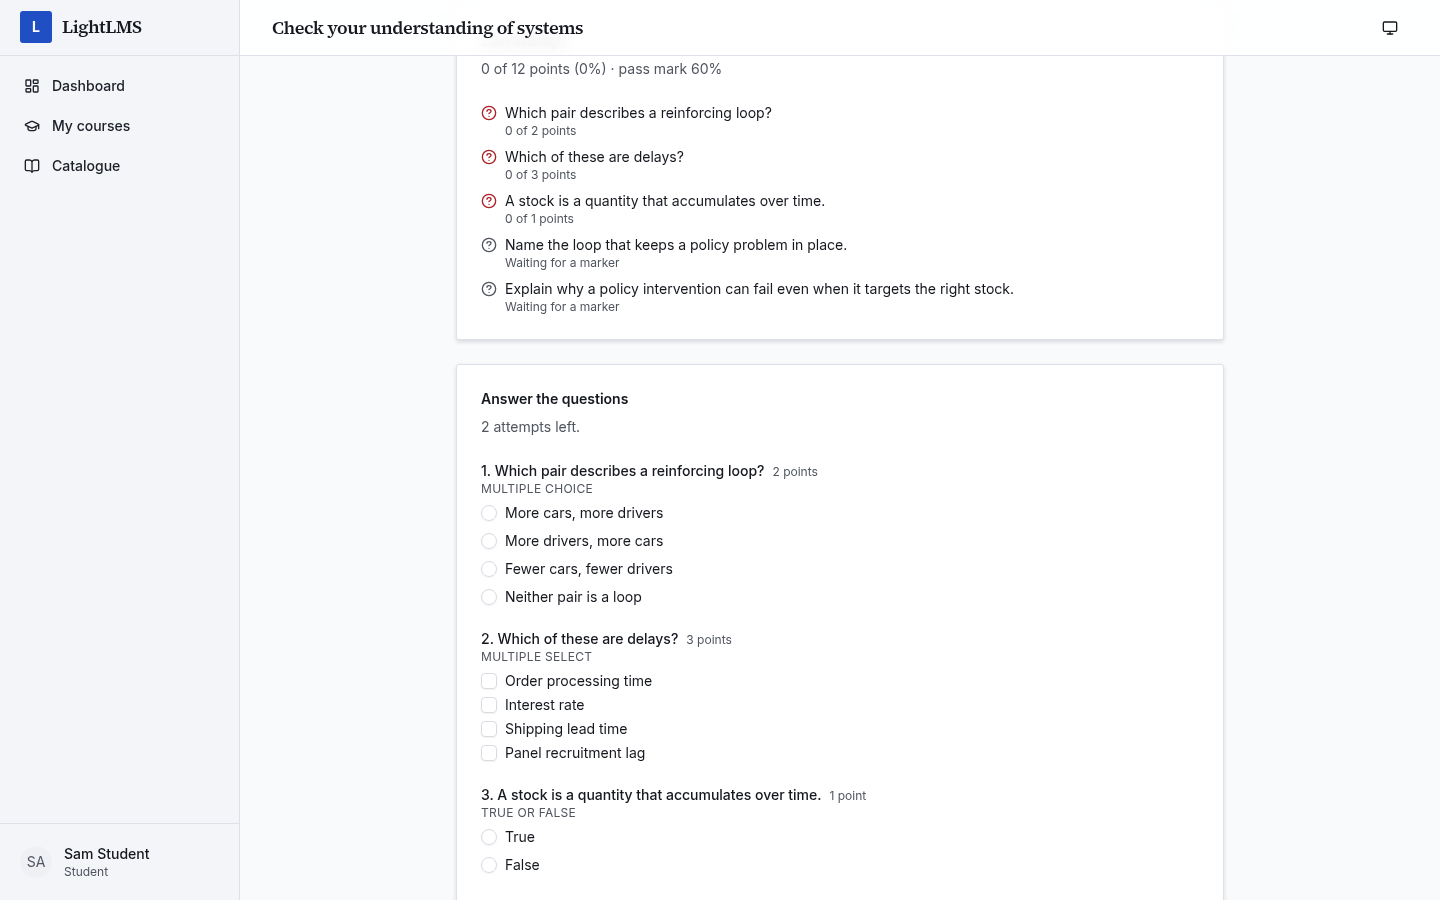 L LightLMS
Check your understanding of systems
Dashboard
My courses
Catalogue
0 of 12 points (0%) · pass mark 60%
Which pair describes a reinforcing loop?
0 of 2 points
Which of these are delays?
0 of 3 points
A stock is a quantity that accumulates over time.
0 of 1 points
Name the loop that keeps a policy problem in place.
Waiting for a marker
Explain why a policy intervention can fail even when it targets the right stock.
Waiting for a marker
Answer the questions
2 attempts left.
1. Which pair describes a reinforcing loop? 2 points
MULTIPLE CHOICE
More cars, more drivers
More drivers, more cars
Fewer cars, fewer drivers
Neither pair is a loop
2. Which of these are delays? 3 points
MULTIPLE SELECT
Order processing time
Interest rate
Shipping lead time
Panel recruitment lag
3. A stock is a quantity that accumulates over time. 1 point
TRUE OR FALSE
True
False
SA
Sam Student
Student